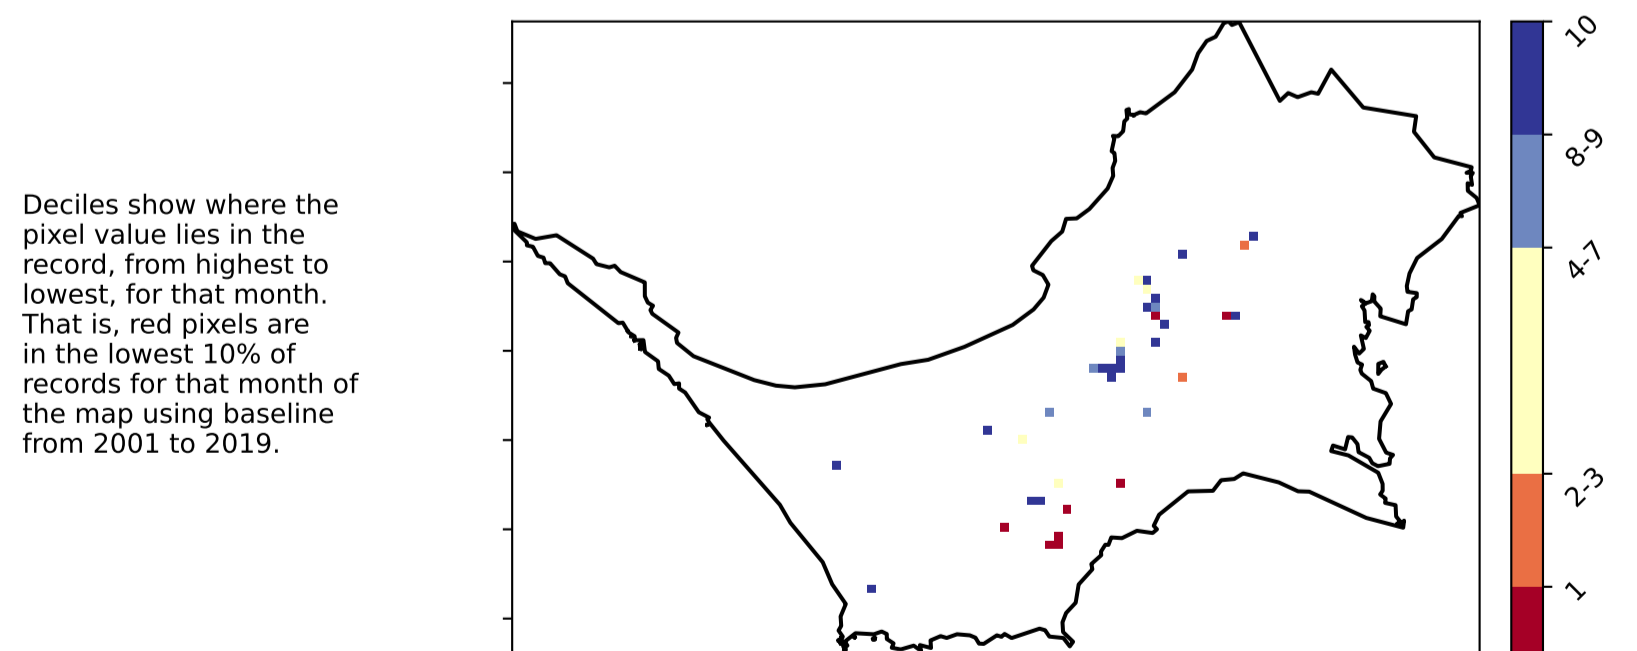 Deciles show where the
pixel value lies in the
record, from highest to
lowest, for that month.
That is, red pixels are
in the lowest 10% of
records for that month of
the map using baseline
from 2001 to 2019.
10
8-9
4-7
2-3
1